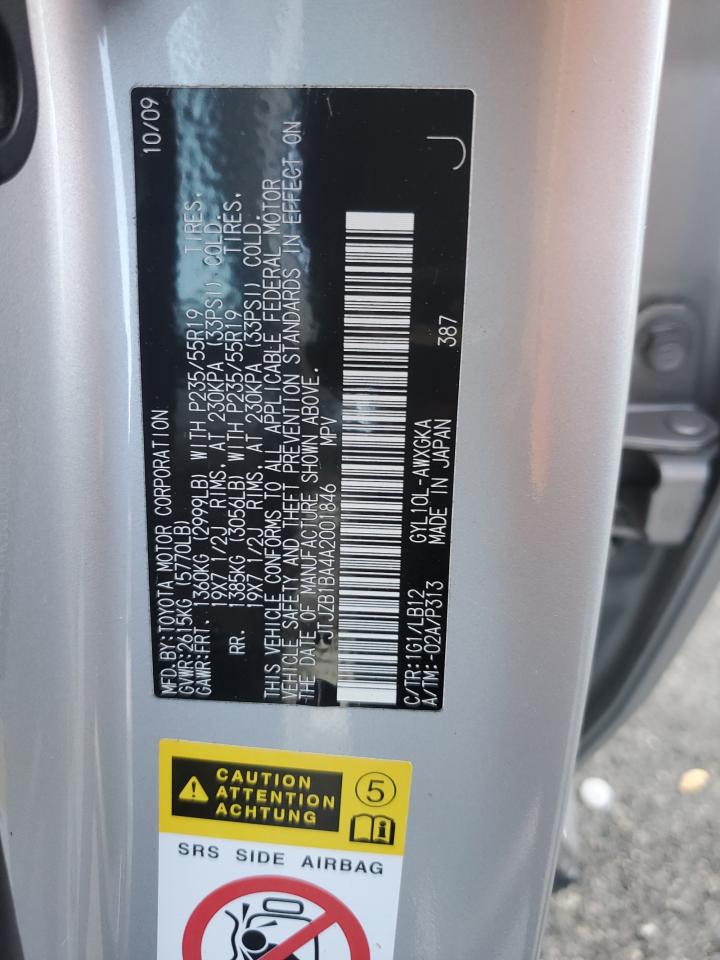 MFD.BY:TOYOTA MOTOR CORPORATION 10/09
GVWR:2615KG (5770LB)
GAWR:FRT. 1360KG (2999LB) WITH P235/55R19 TIRES.
19X7 1/2J RIMS. AT 230KPA (33PSI) COLD.
RR. 1385KG (3056LB) WITH P235/55R19 TIRES.
19X7 1/2J RIMS. AT 230KPA (33PSI) COLD.
THIS VEHICLE CONFORMS TO ALL APPLICABLE FEDERAL MOTOR
VEHICLE SAFETY AND THEFT PREVENTION STANDARDS IN EFFECT ON
THE DATE OF MANUFACTURE SHOWN ABOVE.
JTJZB1BA4A2001846 MPV
C/TR:1G1/LB12 GYL10L-AWXGKA 387
A/TM:-02A/P313 MADE IN JAPAN J
CAUTION
ATTENTION
ACHTUNG
5
SRS SIDE AIRBAG